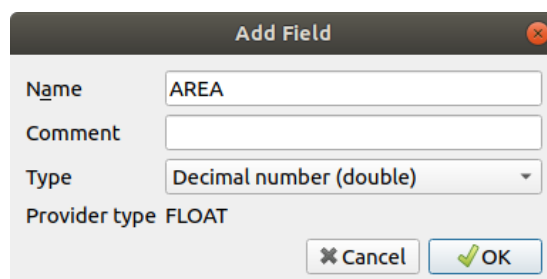 Add Field
Name AREA
Comment
Type Decimal number (double)
Provider type FLOAT
Cancel OK